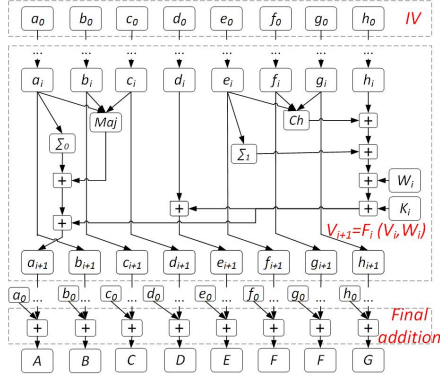 a0 b0 c0 d0 e0 f0 g0 h0 IV
... ... ... ... ... ... ... ...
ai bi ci di ei fi gi hi
Maj Ch +
∑0 ∑1 +
+ + Wi
+ + + Ki
Vi+1=Fi (Vi,Wi)
ai+1 bi+1 ci+1 di+1 ei+1 fi+1 gi+1 hi+1
a0 ... b0 ... c0 ... d0 ... e0 ... f0 ... g0 ... h0 ...
+ + + + + + + + Final addition
A B C D E F F G